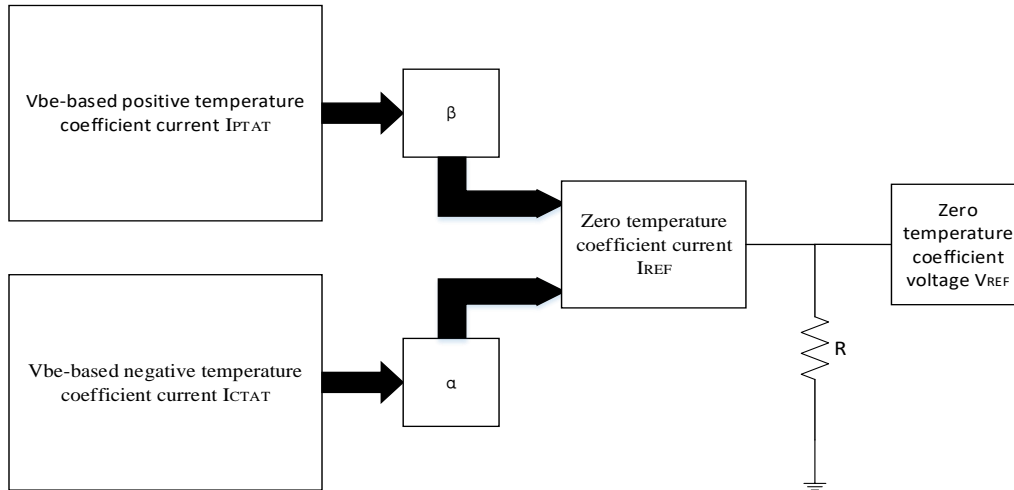 Vbe-based positive temperature
coefficient current IPTAT
β
Zero temperature
coefficient current
IREF
Zero
temperature
coefficient
voltage VREF
R
Vbe-based negative temperature
coefficient current ICTAT
α